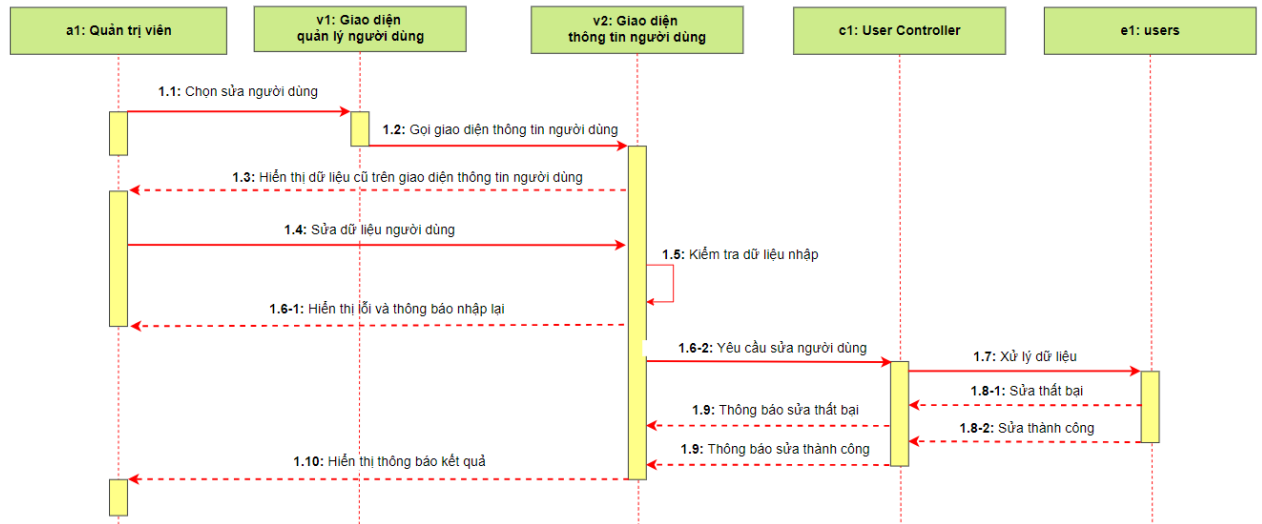 a1: Quản trị viên
v1: Giao diện
quản lý người dùng
v2: Giao diện
thông tin người dùng
c1: User Controller
e1: users
1.1: Chọn sửa người dùng
1.2: Gọi giao diện thông tin người dùng
1.3: Hiển thị dữ liệu cũ trên giao diện thông tin người dùng
1.4: Sửa dữ liệu người dùng
1.5: Kiểm tra dữ liệu nhập
1.6-1: Hiển thị lỗi và thông báo nhập lại
1.6-2: Yêu cầu sửa người dùng
1.7: Xử lý dữ liệu
1.8-1: Sửa thất bại
1.9: Thông báo sửa thất bại
1.8-2: Sửa thành công
1.9: Thông báo sửa thành công
1.10: Hiển thị thông báo kết quả